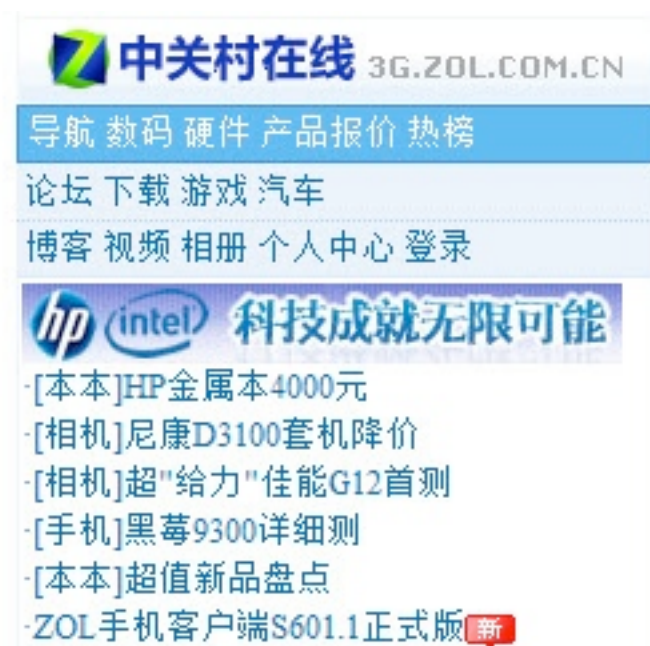 Z 中关村在线 3G.ZOL.COM.CN
导航 数码 硬件 产品报价 热榜
论坛 下载 游戏 汽车
博客 视频 相册 个人中心 登录
hp intel 科技成就无限可能
·[本本]HP金属本4000元
·[相机]尼康D3100套机降价
·[相机]超"给力"佳能G12首测
·[手机]黑莓9300详细测
·[本本]超值新品盘点
·ZOL手机客户端S601.1正式版 新